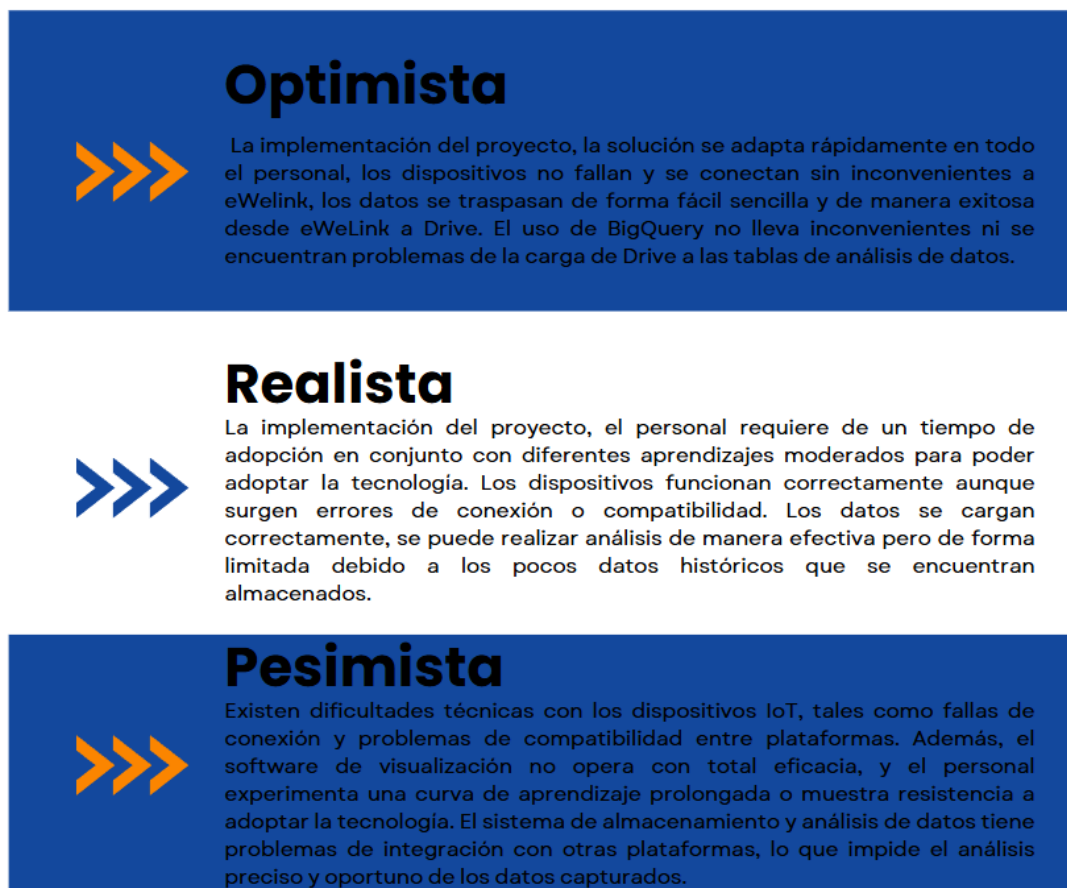 Optimista
La implementación del proyecto, la solución se adapta rápidamente en todo
el personal, los dispositivos no fallan y se conectan sin inconvenientes a
eWelink, los datos se traspasan de forma fácil sencilla y de manera exitosa
desde eWeLink a Drive. El uso de BigQuery no lleva inconvenientes ni se
encuentran problemas de la carga de Drive a las tablas de análisis de datos.
Realista
La implementación del proyecto, el personal requiere de un tiempo de
adopción en conjunto con diferentes aprendizajes moderados para poder
adoptar la tecnología. Los dispositivos funcionan correctamente aunque
surgen errores de conexión o compatibilidad. Los datos se cargan
correctamente, se puede realizar análisis de manera efectiva pero de forma
limitada debido a los pocos datos históricos que se encuentran
almacenados.
Pesimista
Existen dificultades técnicas con los dispositivos IoT, tales como fallas de
conexión y problemas de compatibilidad entre plataformas. Además, el
software de visualización no opera con total eficacia, y el personal
experimenta una curva de aprendizaje prolongada o muestra resistencia a
adoptar la tecnología. El sistema de almacenamiento y análisis de datos tiene
problemas de integración con otras plataformas, lo que impide el análisis
preciso y oportuno de los datos capturados.